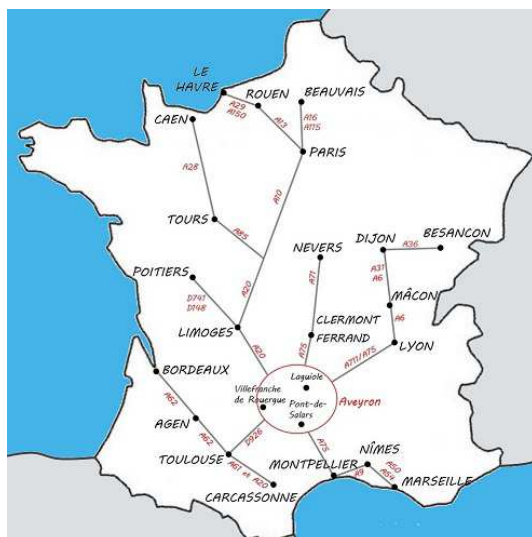 LE
HAVRE
ROUEN
BEAUVAIS
A29
A150
A16
A115
CAEN
A13
PARIS
A28
A10
TOURS
A85
NEVERS
DIJON
A36
BESANCON
POITIERS
A71
A31
A6
D741
D148
A20
MÂCON
LIMOGES
CLERMONT
FERRAND
A6
A75
LYON
A20
A711/A75
BORDEAUX
Laguiole
Villefranche
de Rouergue
Pont-de-
Salars
Aveyron
A62
AGEN
A62
D926
A75
TOULOUSE
NÎMES
MONTPELLIER
A9
A50
A54
A61 et A20
CARCASSONNE
MARSEILLE